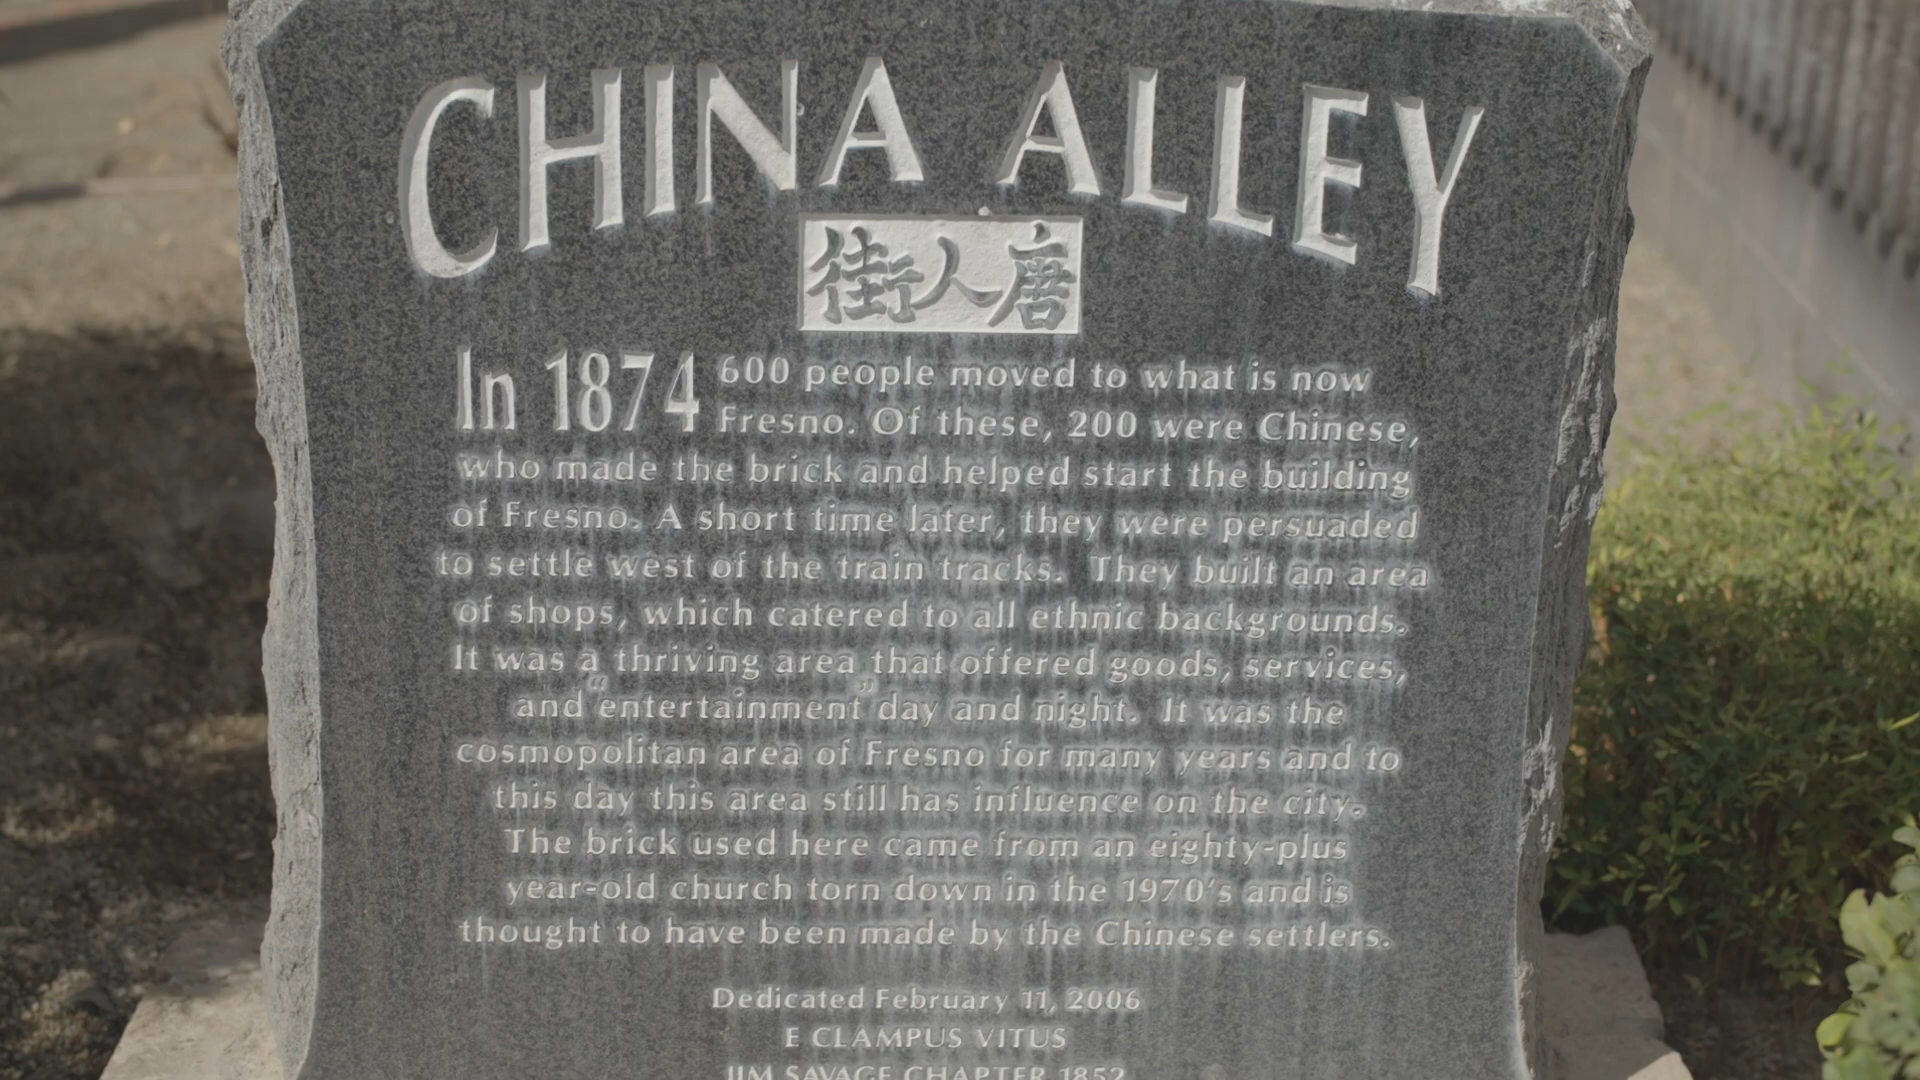 CHINA ALLEY
街人唐
In 1874 600 people moved to what is now
Fresno. Of these, 200 were Chinese,
who made the brick and helped start the building
of Fresno. A short time later, they were persuaded
to settle west of the train tracks. They built an area
of shops, which catered to all ethnic backgrounds.
It was a thriving area that offered goods, services,
and “entertainment” day and night. It was the
cosmopolitan area of Fresno for many years and to
this day this area still has influence on the city.
The brick used here came from an eighty-plus
year-old church torn down in the 1970's and is
thought to have been made by the Chinese settlers.
Dedicated February 11, 2006
E CLAMPUS VITUS
JIM SAVAGE CHAPTER 1852